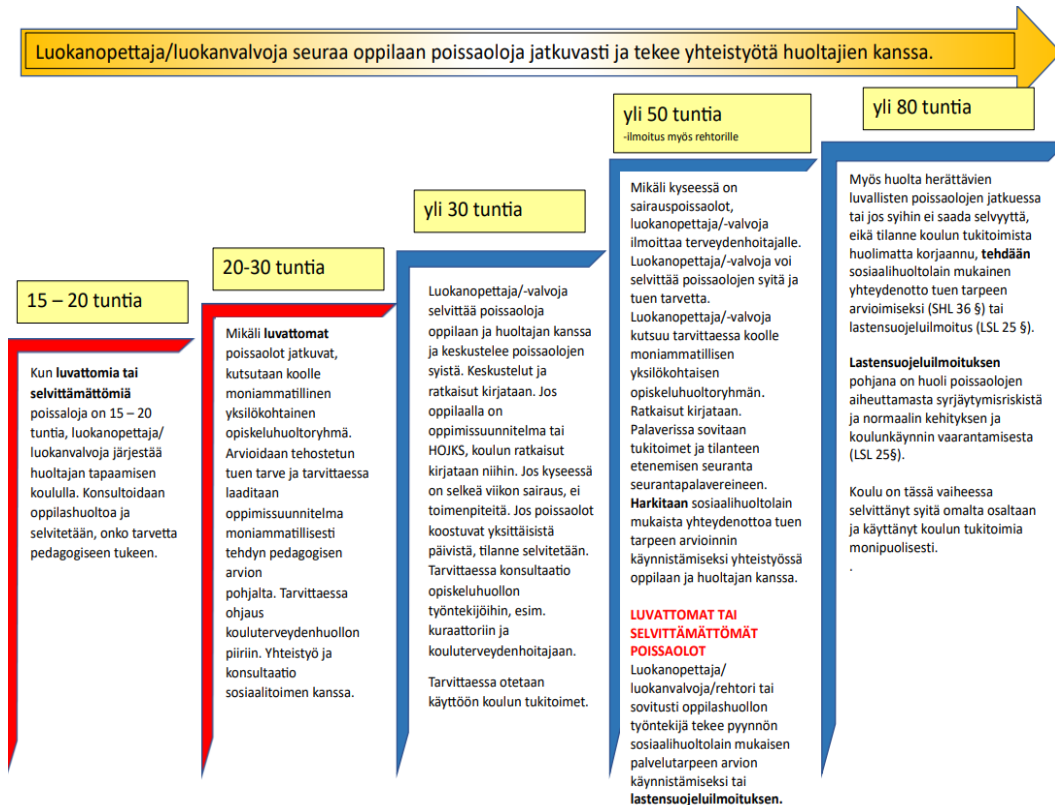 Luokanopettaja/luokanvalvoja seuraa oppilaan poissaoloja jatkuvasti ja tekee yhteistyötä huoltajien kanssa.
15 – 20 tuntia
Kun luvattomia tai
selvittämättömiä
poissaloja on 15 – 20
tuntia, luokanopettaja/
luokanvalvoja järjestää
huoltajan tapaamisen
koululla. Konsultoidaan
oppilashuoltoa ja
selvitetään, onko tarvetta
pedagogiseen tukeen.
20-30 tuntia
Mikäli luvattomat
poissaolot jatkuvat,
kutsutaan koolle
moniammatillinen
yksilökohtainen
opiskeluhuoltoryhmä.
Arvioidaan tehostetun
tuen tarve ja tarvittaessa
laaditaan
oppimissuunnitelma
moniammatillisesti
tehdyn pedagogisen
arvion
pohjalta. Tarvittaessa
ohjaus
kouluterveydenhuollon
piiriin. Yhteistyö ja
konsultaatio
sosiaalitoimen kanssa.
yli 30 tuntia
Luokanopettaja/-valvoja
selvittää poissaoloja
oppilaan ja huoltajan kanssa
ja keskustelee poissaolojen
syistä. Keskustelut ja
ratkaisut kirjataan. Jos
oppilaalla on
oppimissuunnitelma tai
HOJKS, koulun ratkaisut
kirjataan niihin. Jos kyseessä
on selkeä viikon sairaus, ei
toimenpiteitä. Jos poissaolot
koostuvat yksittäisistä
päivistä, tilanne selvitetään.
Tarvittaessa konsultaatio
opiskeluhuollon
työntekijöihin, esim.
kuraattoriin ja
kouluterveydenhoitajaan.
Tarvittaessa otetaan
käyttöön koulun tukitoimet.
yli 50 tuntia
-ilmoitus myös rehtorille
Mikäli kyseessä on
sairauspoissaolot,
luokanopettaja/-valvoja
ilmoittaa terveydenhoitajalle.
Luokanopettaja/-valvoja voi
selvittää poissaolojen syitä ja
tuen tarvetta.
Luokanopettaja/-valvoja
kutsuu tarvittaessa koolle
moniammatillisen
yksilökohtaisen
opiskeluhuoltoryhmän.
Ratkaisut kirjataan.
Palaverissa sovitaan
tukitoimet ja tilanteen
etenemisen seuranta
seurantapalavereineen.
Harkitaan sosiaalihuoltolain
mukaista yhteydenottoa tuen
tarpeen arvioinnin
käynnistämiseksi yhteistyössä
oppilaan ja huoltajan kanssa.
LUVATTOMAT TAI
SELVITTÄMÄTTÖMÄT
POISSAOLOT
Luokanopettaja/
luokanvalvoja/rehtori tai
sovitusti oppilashuollon
työntekijä tekee pyynnön
sosiaalihuoltolain mukaisen
palvelutarpeen arvion
käynnistämiseksi tai
lastensuojeluilmoituksen.
yli 80 tuntia
Myös huolta herättävien
luvallisten poissaolojen jatkuessa
tai jos syihin ei saada selvyyttä,
eikä tilanne koulun tukitoimista
huolimatta korjaannu, tehdään
sosiaalihuoltolain mukainen
yhteydenotto tuen tarpeen
arvioimiseksi (SHL 36 §) tai
lastensuojeluilmoitus (LSL 25 §).
Lastensuojeluilmoituksen
pohjana on huoli poissaolojen
aiheuttamasta syrjäytymisriskistä
ja normaalin kehityksen ja
koulunkäynnin vaarantamisesta
(LSL 25§).
Koulu on tässä vaiheessa
selvittänyt syitä omalta osaltaan
ja käyttänyt koulun tukitoimia
monipuolisesti.
.